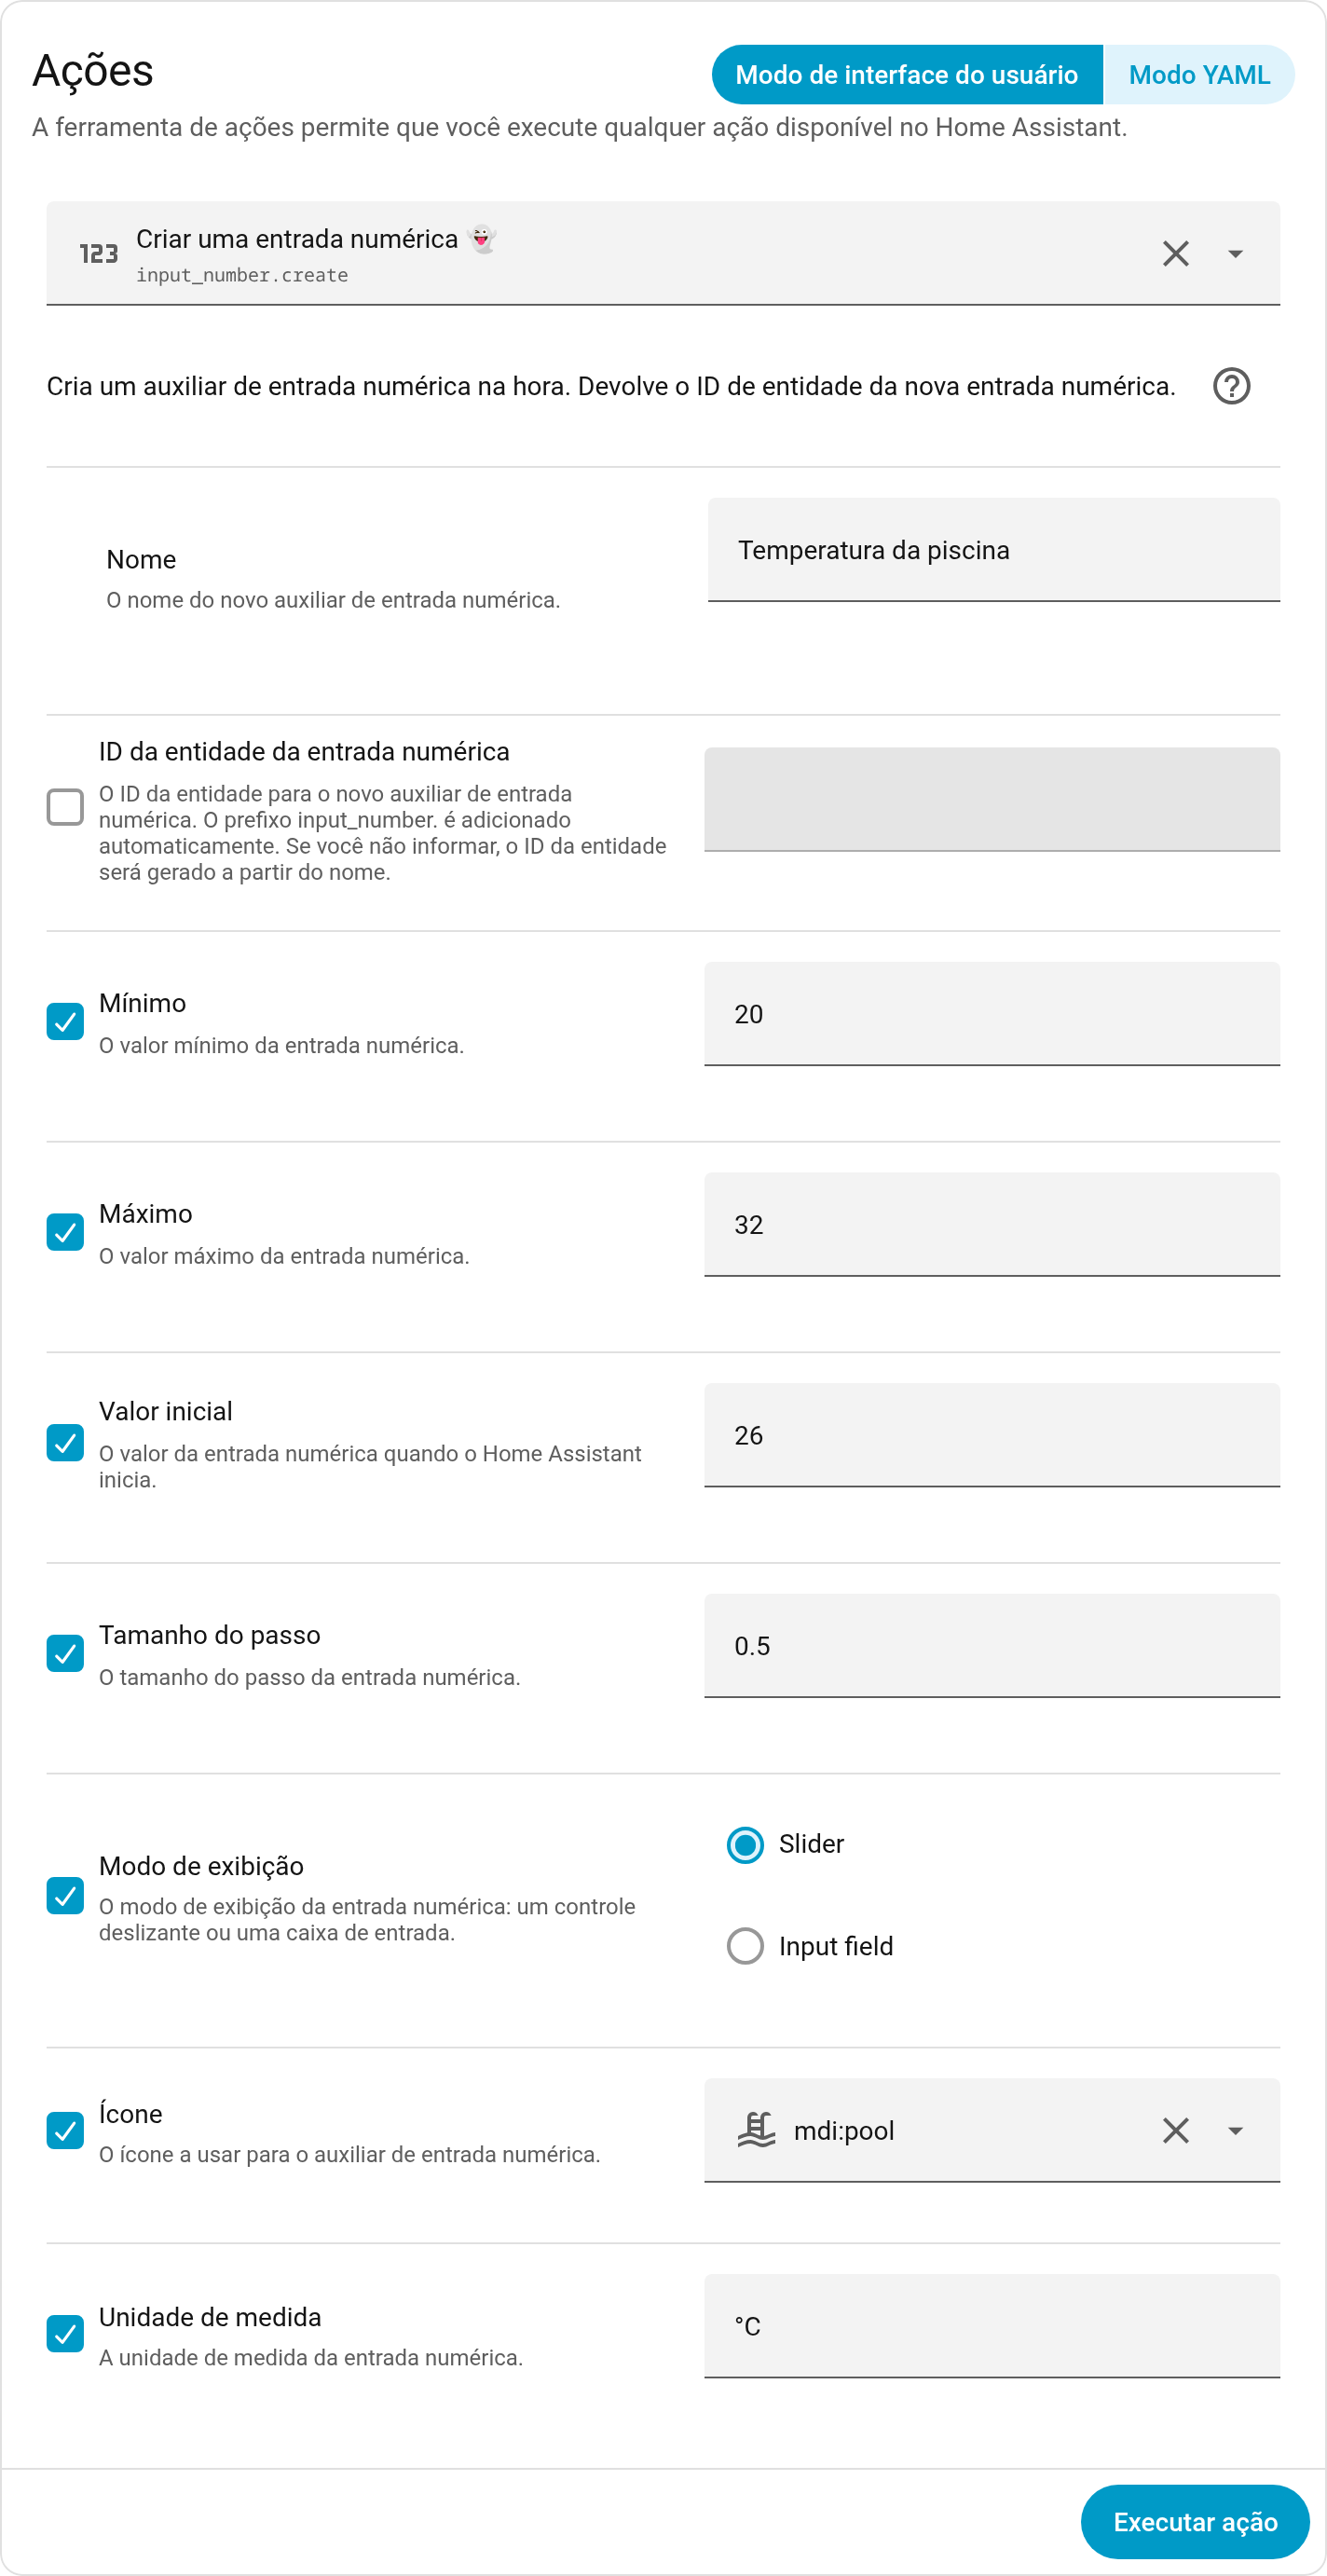 Ações
Modo de interface do usuário
Modo YAML
A ferramenta de ações permite que você execute qualquer ação disponível no Home Assistant.
123
Criar uma entrada numérica 👻
input_number.create
Cria um auxiliar de entrada numérica na hora. Devolve o ID de entidade da nova entrada numérica.
Nome
O nome do novo auxiliar de entrada numérica.
Temperatura da piscina
ID da entidade da entrada numérica
O ID da entidade para o novo auxiliar de entrada
numérica. O prefixo input_number. é adicionado
automaticamente. Se você não informar, o ID da entidade
será gerado a partir do nome.
Mínimo
O valor mínimo da entrada numérica.
20
Máximo
O valor máximo da entrada numérica.
32
Valor inicial
O valor da entrada numérica quando o Home Assistant
inicia.
26
Tamanho do passo
O tamanho do passo da entrada numérica.
0.5
Modo de exibição
O modo de exibição da entrada numérica: um controle
deslizante ou uma caixa de entrada.
Slider
Input field
Ícone
O ícone a usar para o auxiliar de entrada numérica.
mdi:pool
Unidade de medida
A unidade de medida da entrada numérica.
°C
Executar ação